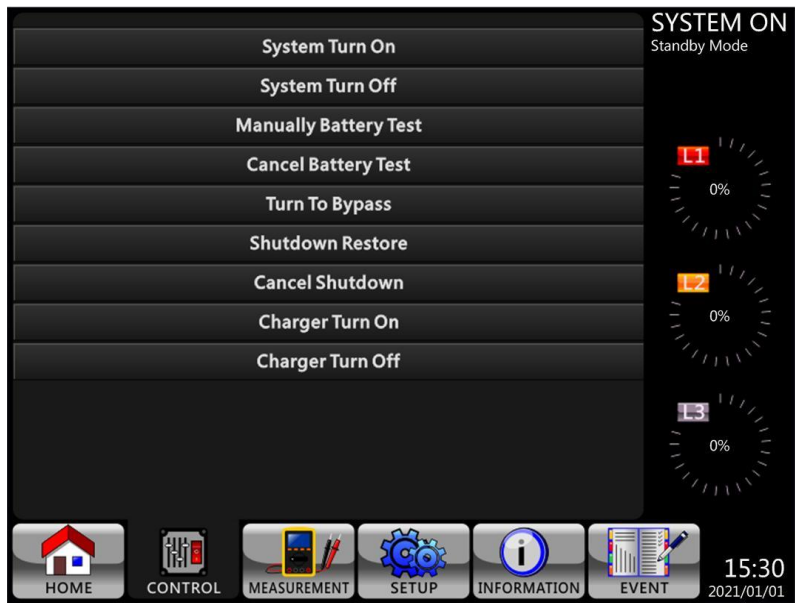 System Turn On
System Turn Off
Manually Battery Test
Cancel Battery Test
Turn To Bypass
Shutdown Restore
Cancel Shutdown
Charger Turn On
Charger Turn Off
SYSTEM ON
Standby Mode
L1
0%
L2
0%
L3
0%
HOME
CONTROL
MEASUREMENT
SETUP
INFORMATION
EVENT
15:30
2021/01/01